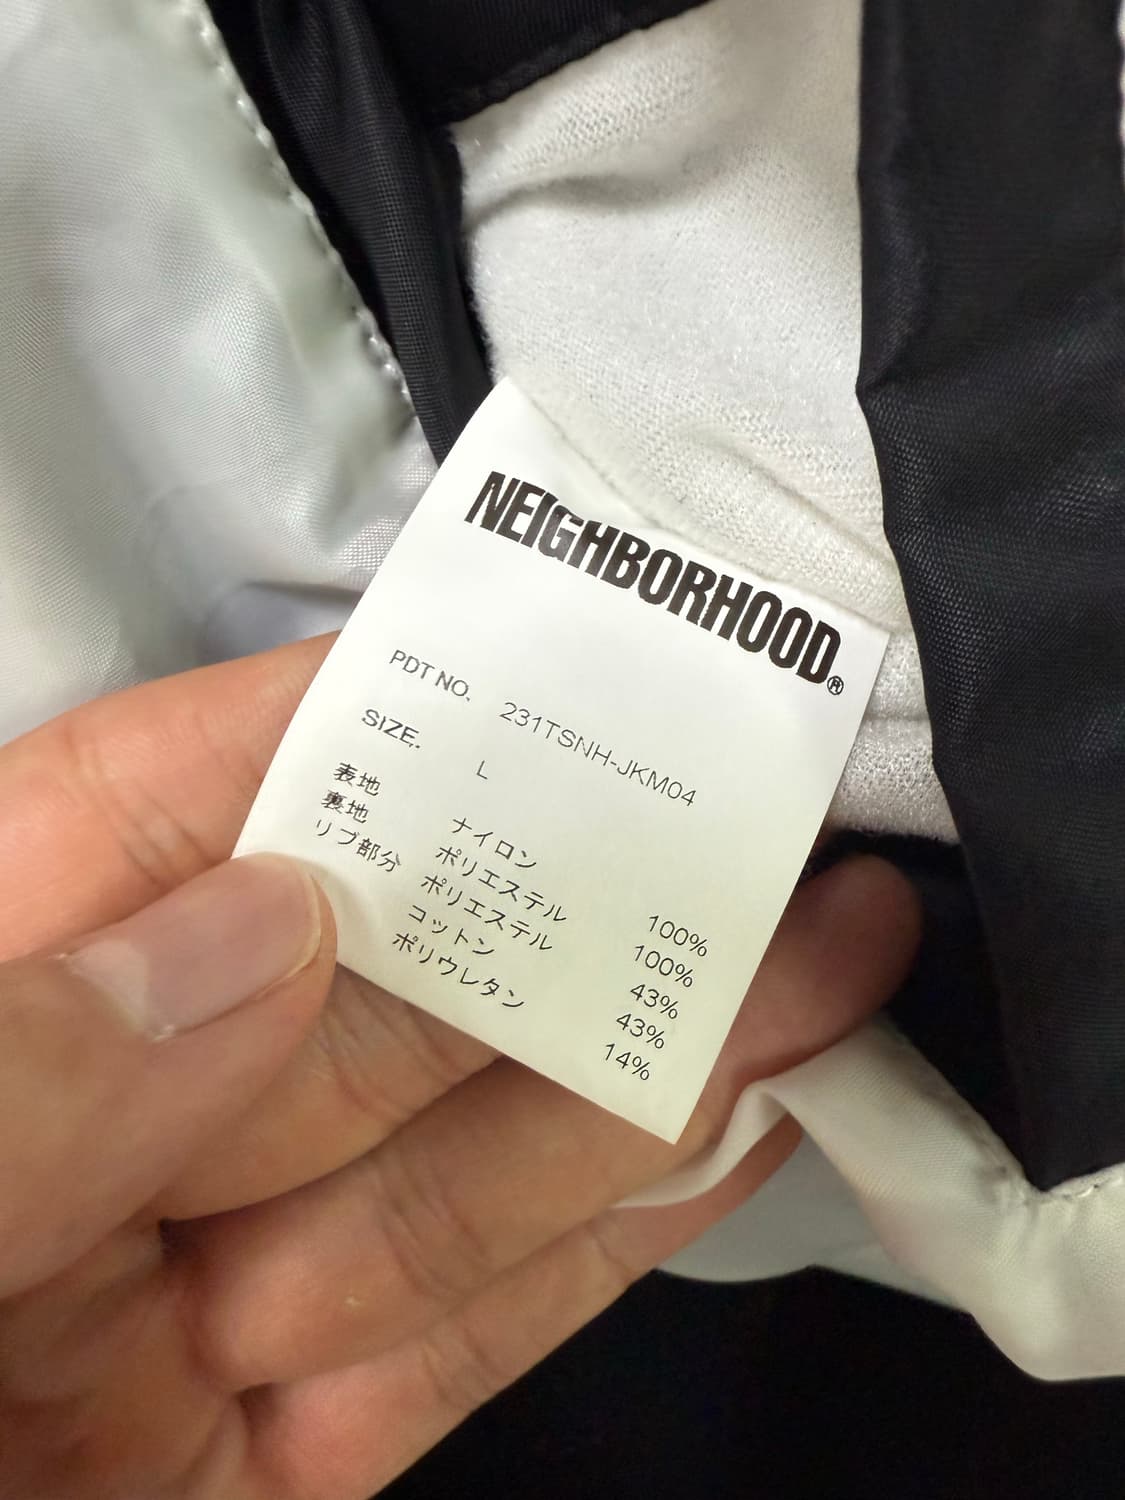 NEIGHBORHOOD®
PDT NO. 231TSNH-JKM04
SIZE. L
表地 ナイロン 100%
裏地 ポリエステル 100%
リブ部分 ポリエステル 43%
コットン 43%
ポリウレタン 14%